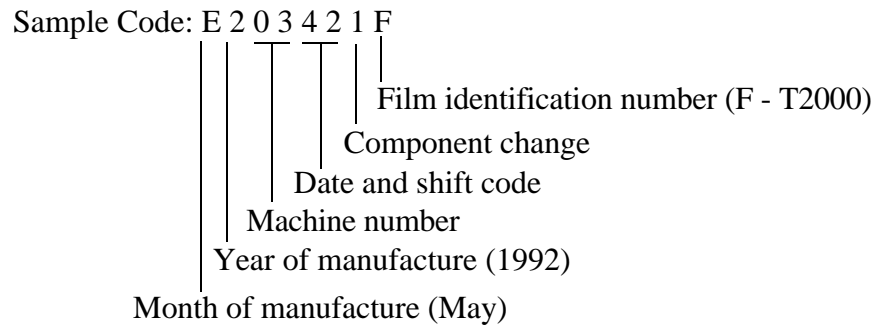 Sample Code: E 2 0 3 4 2 1 F
Film identification number (F - T2000)
Component change
Date and shift code
Machine number
Year of manufacture (1992)
Month of manufacture (May)